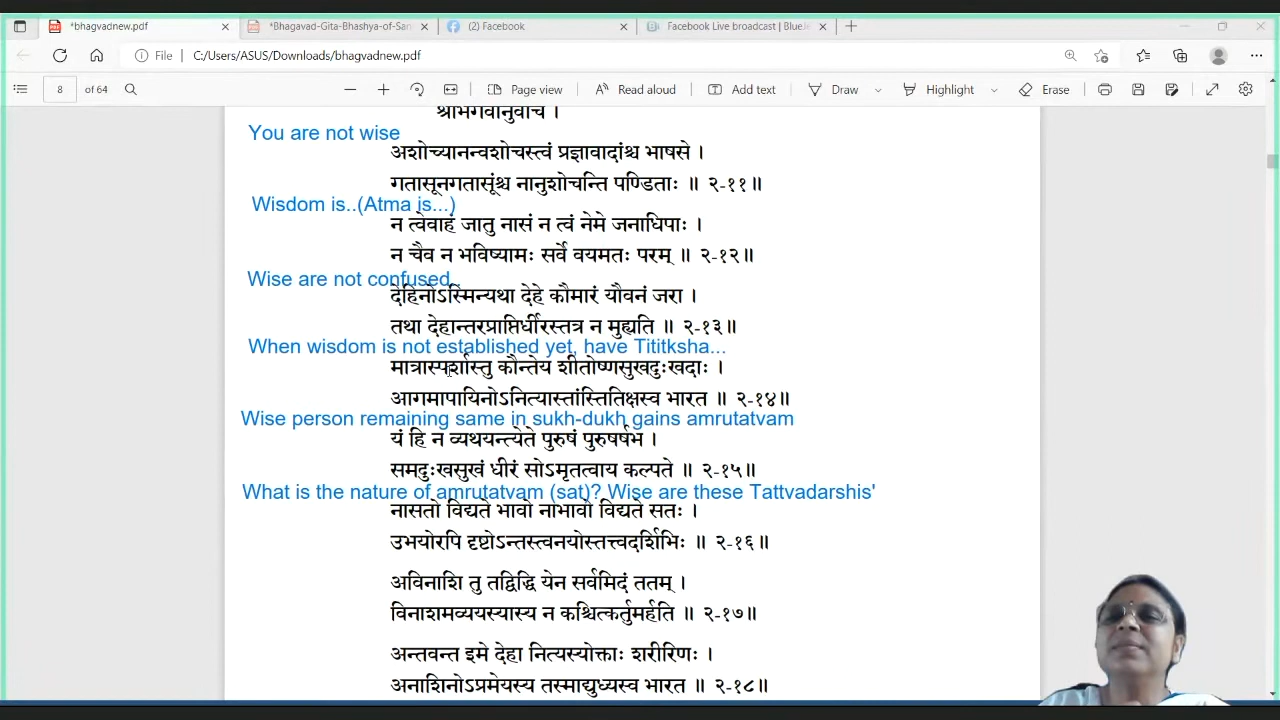 *bhagvadnew.pdf
*Bhagavad-Gita-Bhashya-of-San
(2) Facebook
Facebook Live broadcast | BlueJe
File C:/Users/ASUS/Downloads/bhagvadnew.pdf
8 of 64
Page view
Read aloud
Add text
Draw
Highlight
Erase
श्रीभगवानुवाच ।
You are not wise
अशोच्यानन्वशोचस्त्वं प्रज्ञावादांश्च भाषसे ।
गतासूनगतासूंश्च नानुशोचन्ति पण्डिताः ॥ २-११॥
Wisdom is..(Atma is...)
न त्वेवाहं जातु नासं न त्वं नेमे जनाधिपाः ।
न चैव न भविष्यामः सर्वे वयमतः परम् ॥ २-१२॥
Wise are not confused
देहिनोऽस्मिन्यथा देहे कौमारं यौवनं जरा ।
तथा देहान्तरप्राप्तिर्धीरस्तत्र न मुह्यति ॥ २-१३॥
When wisdom is not established yet, have Tititksha...
मात्रास्पर्शास्तु कौन्तेय शीतोष्णसुखदुःखदाः ।
आगमापायिनोऽनित्यास्तांस्तितिक्षस्व भारत ॥ २-१४॥
Wise person remaining same in sukh-dukh gains amrutatvam
यं हि न व्यथयन्त्येते पुरुषं पुरुषर्षभ ।
समदुःखसुखं धीरं सोऽमृतत्वाय कल्पते ॥ २-१५॥
What is the nature of amrutatvam (sat)? Wise are these Tattvadarshis'
नासतो विद्यते भावो नाभावो विद्यते सतः ।
उभयोरपि दृष्टोऽन्तस्त्वनयोस्तत्त्वदर्शिभिः ॥ २-१६॥
अविनाशि तु तद्विद्धि येन सर्वमिदं ततम् ।
विनाशमव्ययस्यास्य न कश्चित्कर्तुमर्हति ॥ २-१७॥
अन्तवन्त इमे देहा नित्यस्योक्ताः शरीरिणः ।
अनाशिनोऽप्रमेयस्य तस्माद्युध्यस्व भारत ॥ २-१८॥